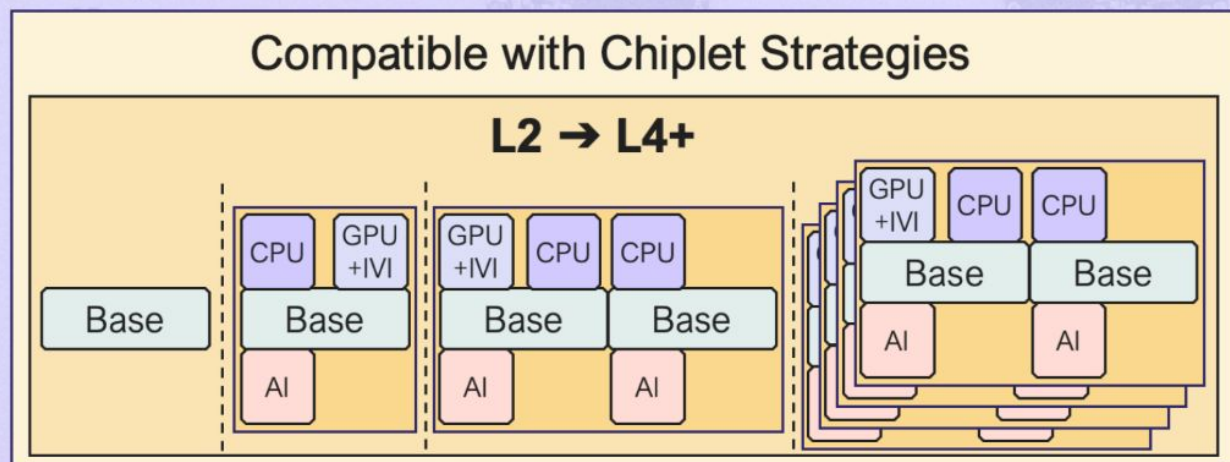 Compatible with Chiplet Strategies
L2 → L4+
Base
CPU
GPU
+IVI
Base
AI
GPU
+IVI
CPU
CPU
Base
Base
AI
AI
GPU
+IVI
CPU
CPU
Base
Base
AI
AI